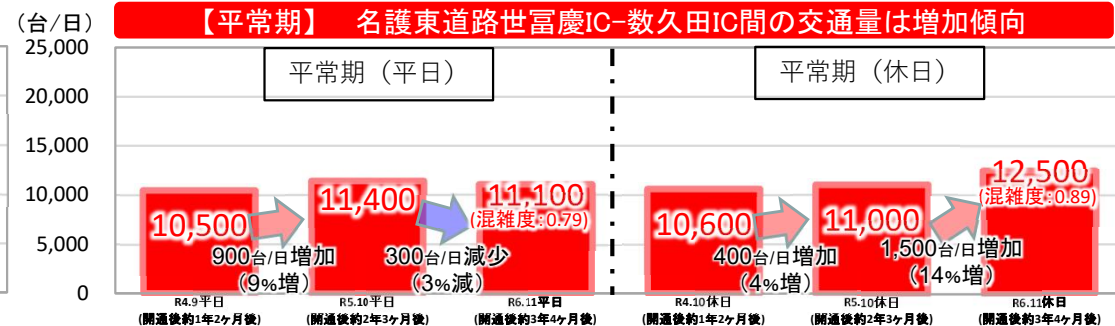 (台/日)
【平常期】　名護東道路世冨慶IC-数久田IC間の交通量は増加傾向
25,000
20,000
15,000
10,000
5,000
0
平常期（平日）
10,500
11,400
11,100
(混雑度:0.79)
900台/日増加
（9%増）
300台/日減少
（3%減）
R4.9平日
(開通後約1年2ヶ月後)
R5.10平日
(開通後約2年3ヶ月後)
R6.11平日
(開通後約3年4ヶ月後)
平常期（休日）
10,600
11,000
12,500
(混雑度:0.89)
400台/日増加
（4%増）
1,500台/日増加
（14%増）
R4.10休日
(開通後約1年2ヶ月後)
R5.10休日
(開通後約2年3ヶ月後)
R6.11休日
(開通後約3年4ヶ月後)